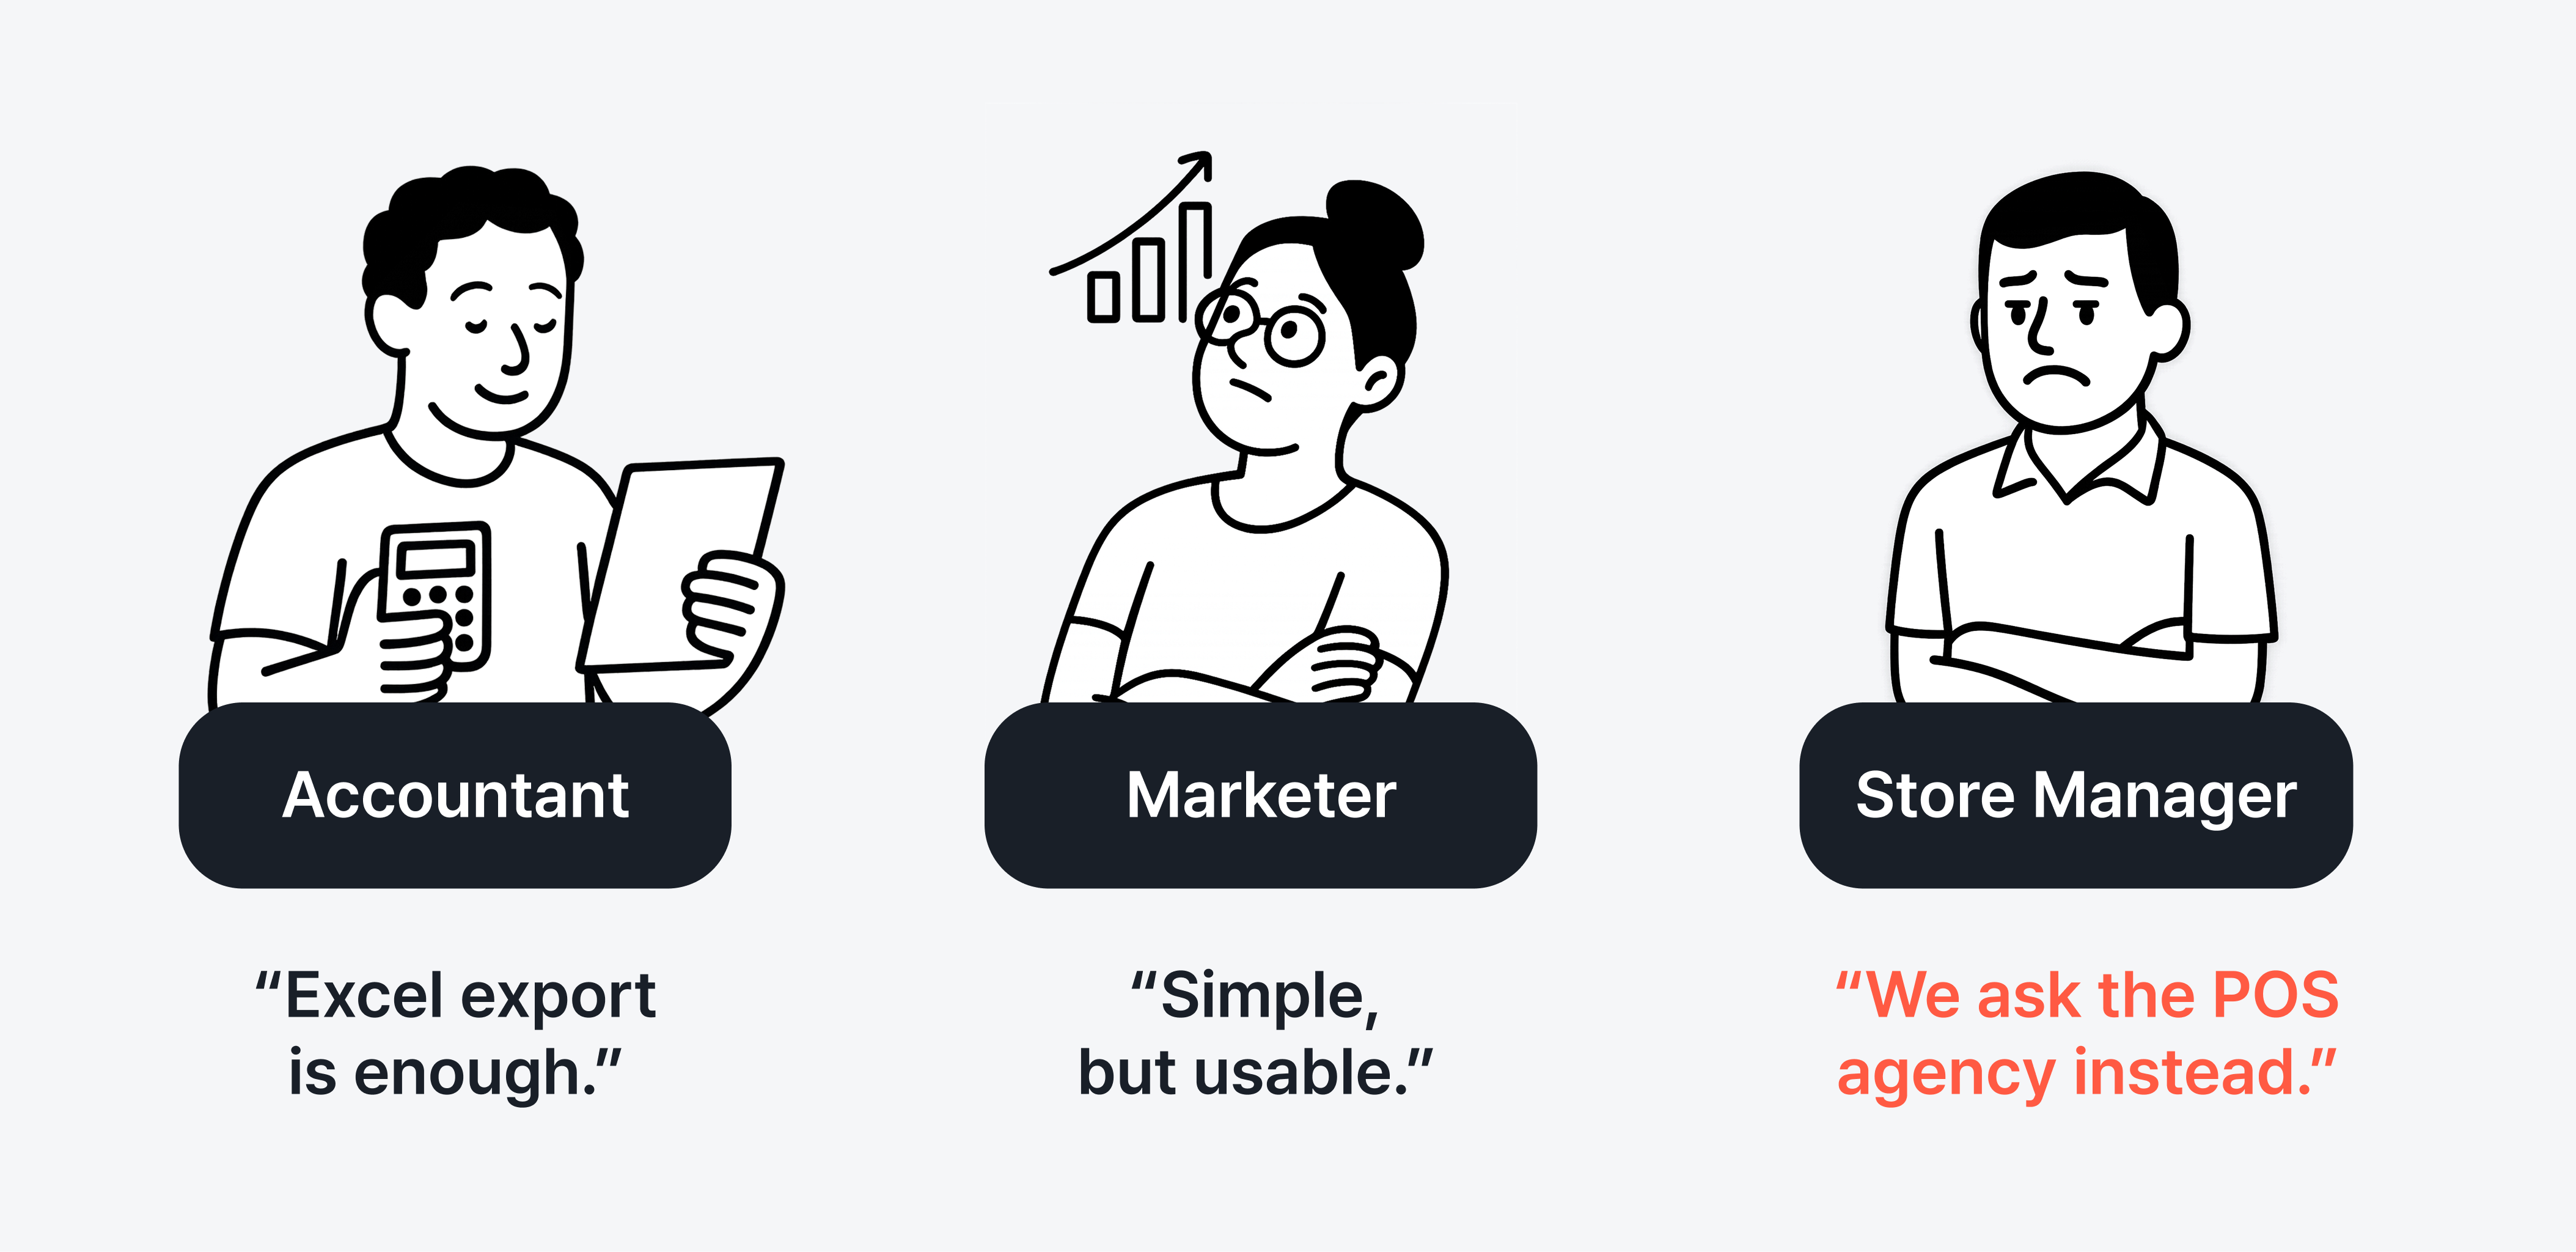 Accountant
Marketer
Store Manager
“Excel export
is enough.”
“Simple,
but usable.”
“We ask the POS
agency instead.”